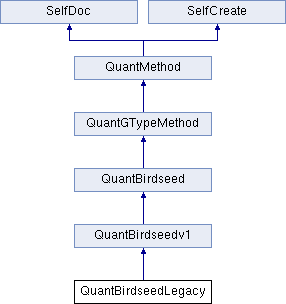 SelfDoc
SelfCreate
QuantMethod
QuantGTypeMethod
QuantBirdseed
QuantBirdseedv1
QuantBirdseedLegacy